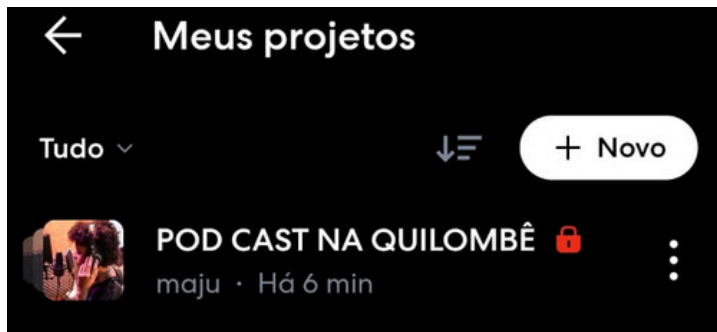 Meus projetos
Tudo
+ Novo
POD CAST NA QUILOMBÊ
maju · Há 6 min